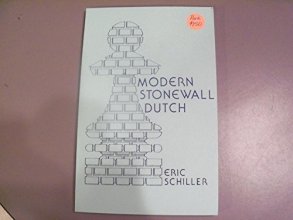 MODERN
STONEWALL
DUTCH
ERIC
SCHILLER